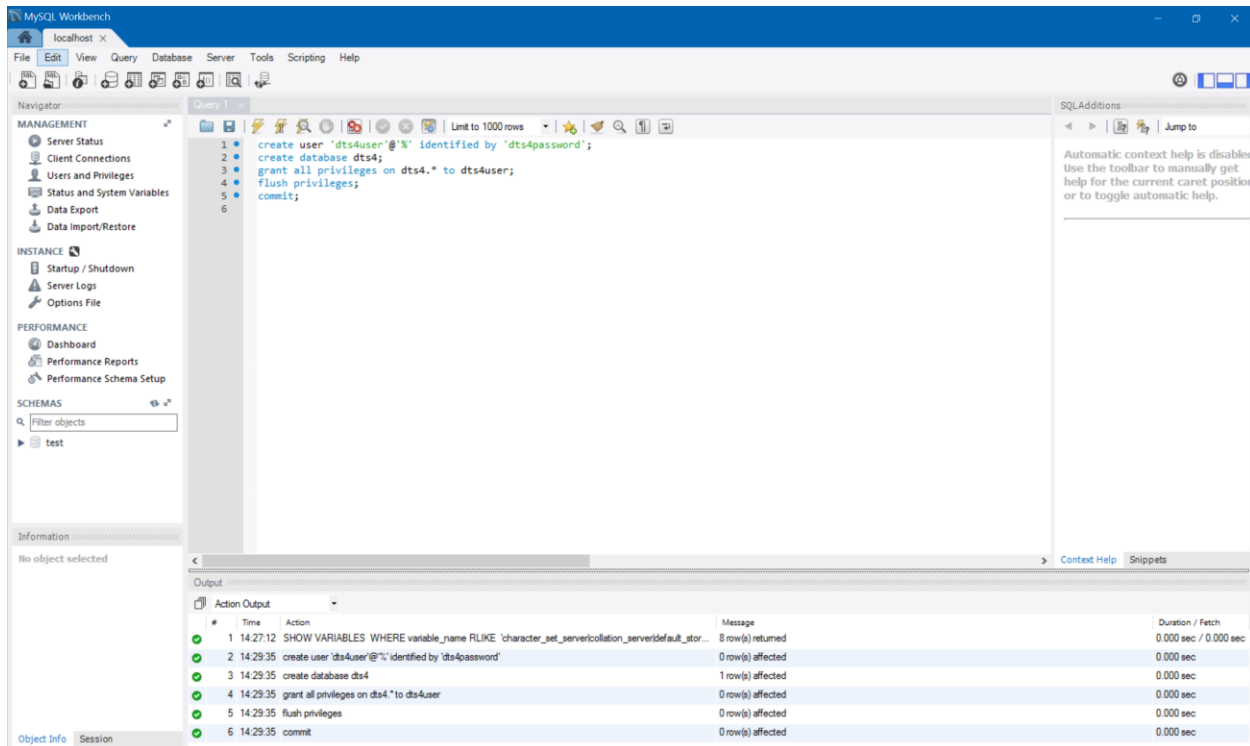 MySQL Workbench
localhost
File Edit View Query Database Server Tools Scripting Help
Navigator
MANAGEMENT
Server Status
Client Connections
Users and Privileges
Status and System Variables
Data Export
Data Import/Restore
INSTANCE
Startup / Shutdown
Server Logs
Options File
PERFORMANCE
Dashboard
Performance Reports
Performance Schema Setup
SCHEMAS
Filter objects
test
Information
No object selected
Object Info Session
Query 1
Limit to 1000 rows
1 create user 'dts4user'@'%' identified by 'dts4password';
2 create database dts4;
3 grant all privileges on dts4.* to dts4user;
4 flush privileges;
5 commit;
6
SQLAdditions
Jump to
Automatic context help is disabled
Use the toolbar to manually get
help for the current caret position
or to toggle automatic help.
Context Help Snippets
Output
Action Output
# Time Action Message Duration / Fetch
1 14:27:12 SHOW VARIABLES WHERE variable_name RLIKE 'character_set_server|collation_server|default_stor... 8 row(s) returned 0.000 sec / 0.000 sec
2 14:29:35 create user 'dts4user'@'%' identified by 'dts4password' 0 row(s) affected 0.000 sec
3 14:29:35 create database dts4 1 row(s) affected 0.000 sec
4 14:29:35 grant all privileges on dts4.* to dts4user 0 row(s) affected 0.000 sec
5 14:29:35 flush privileges 0 row(s) affected 0.000 sec
6 14:29:35 commit 0 row(s) affected 0.000 sec